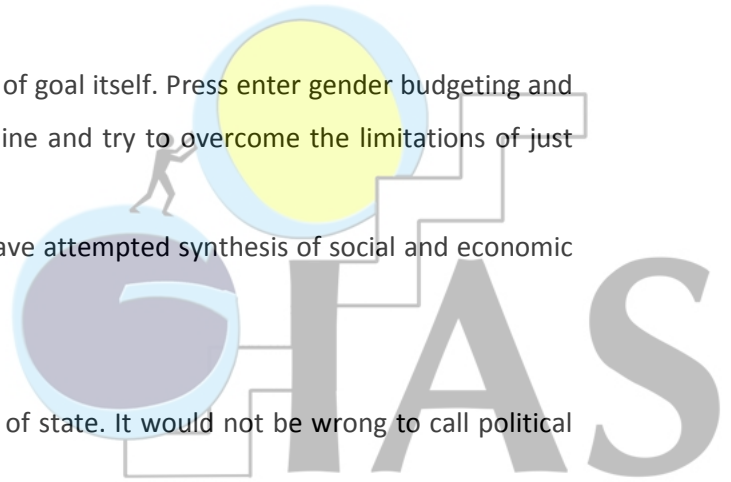 of goal itself. Press enter gender budgeting and
ine and try to overcome the limitations of just
ave attempted synthesis of social and economic
of state. It would not be wrong to call political
GIAS